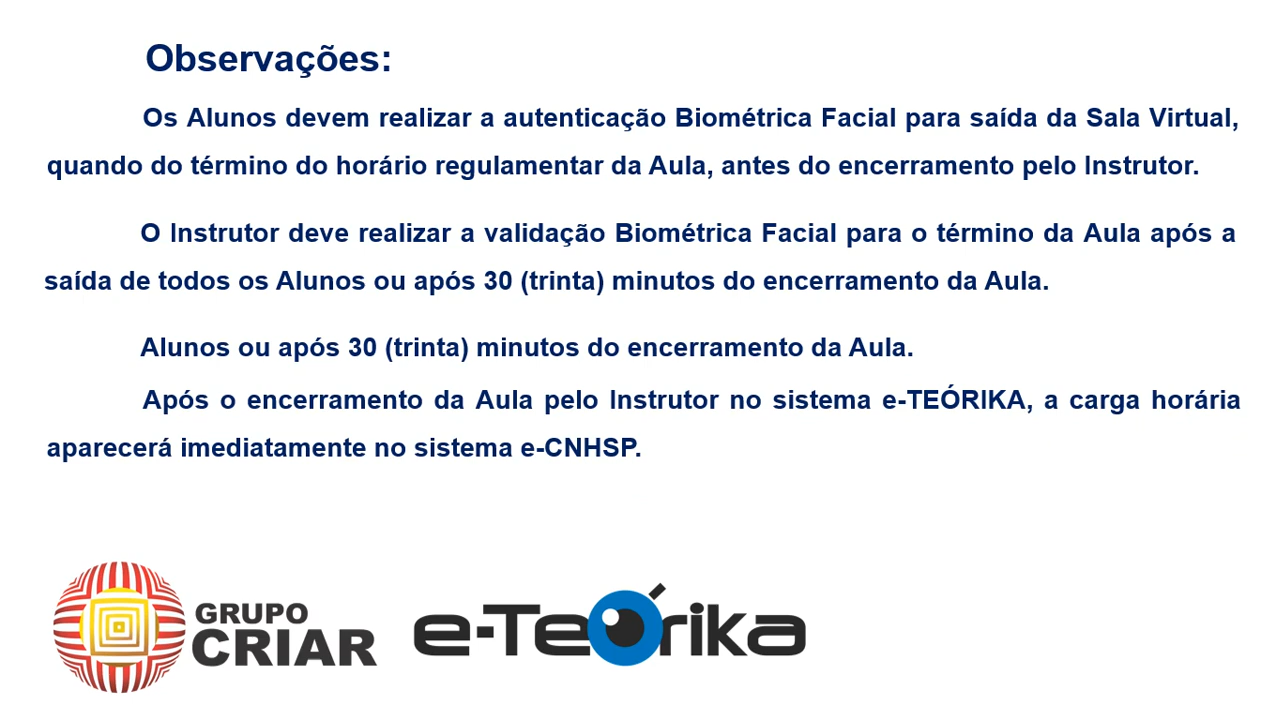 Observações:
Os Alunos devem realizar a autenticação Biométrica Facial para saída da Sala Virtual,
quando do término do horário regulamentar da Aula, antes do encerramento pelo Instrutor.
O Instrutor deve realizar a validação Biométrica Facial para o término da Aula após a
saída de todos os Alunos ou após 30 (trinta) minutos do encerramento da Aula.
Alunos ou após 30 (trinta) minutos do encerramento da Aula.
Após o encerramento da Aula pelo Instrutor no sistema e-TEÓRIKA, a carga horária
aparecerá imediatamente no sistema e-CNHSP.
GRUPO
CRIAR
e-Teórika